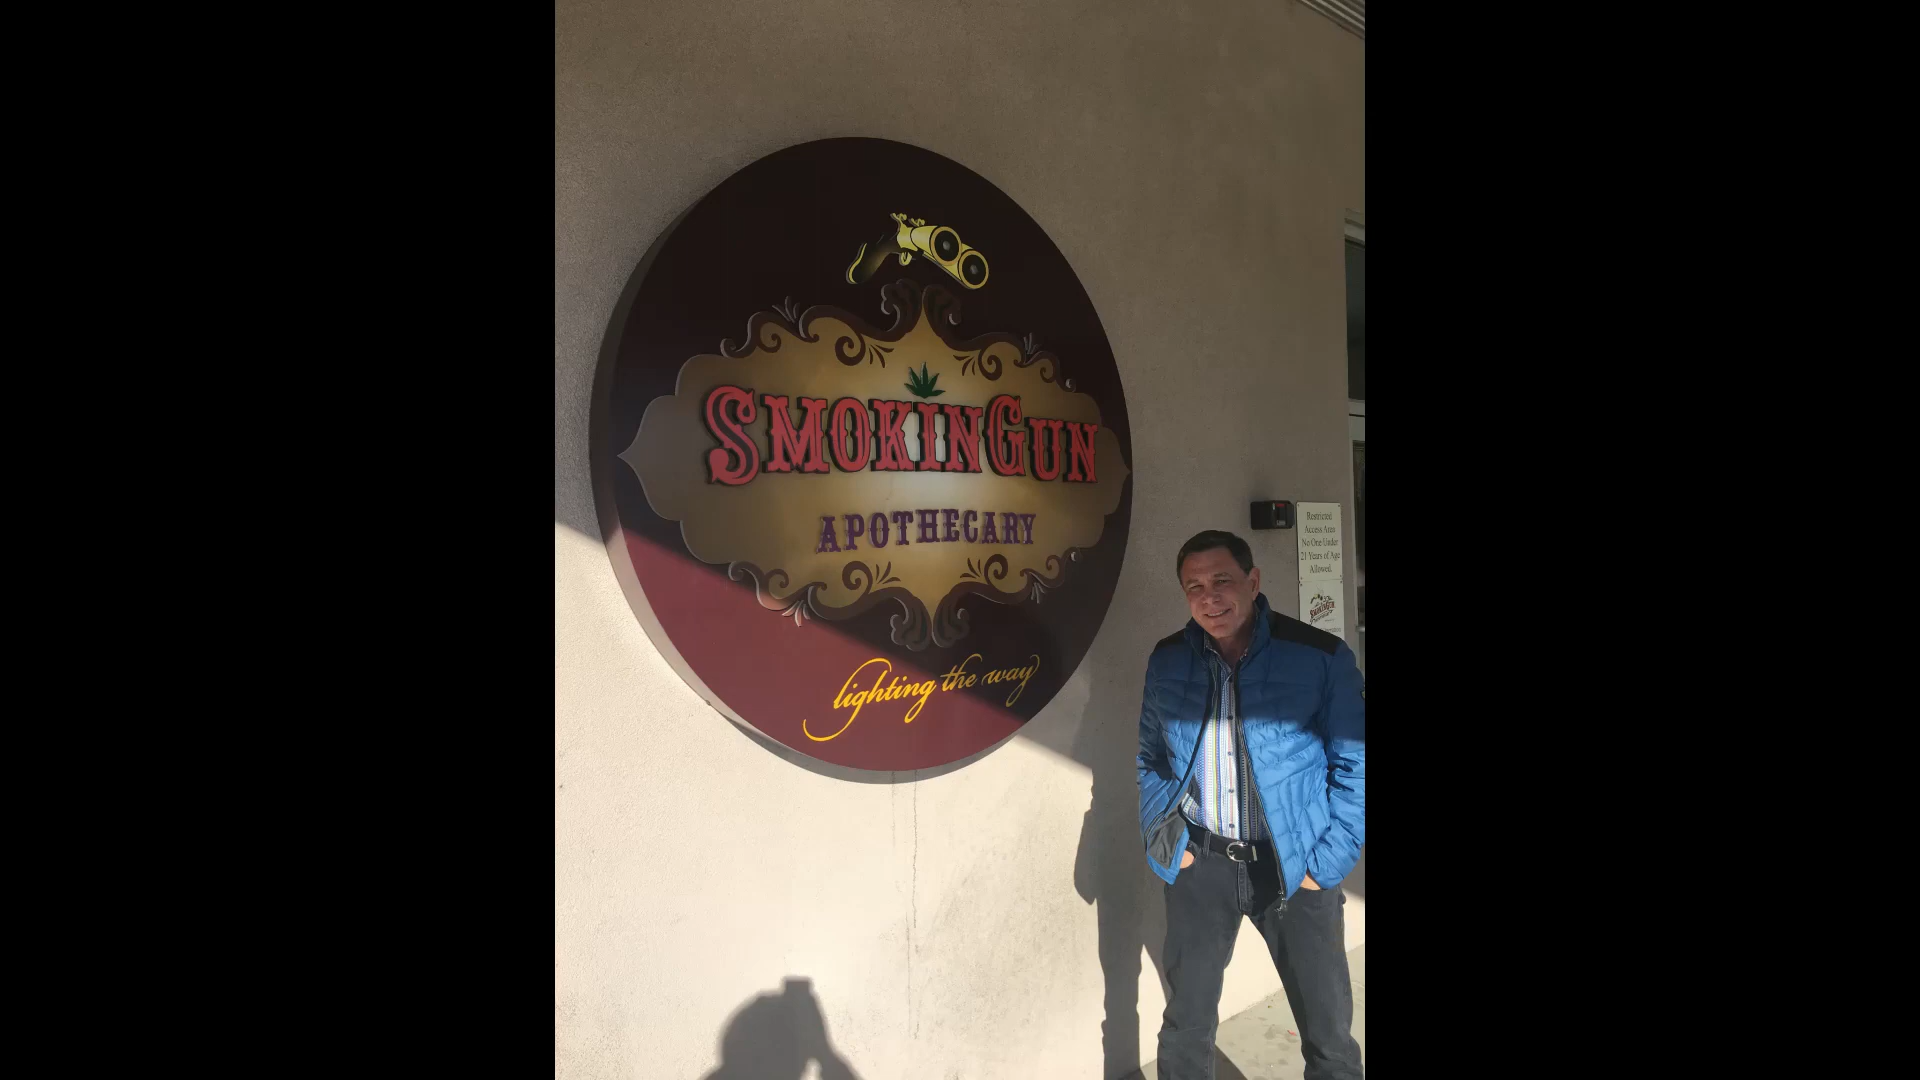 SMOKINGUN
APOTHECARY
lighting the way
Restricted
Access Area
No One Under
21 Years of Age
Allowed